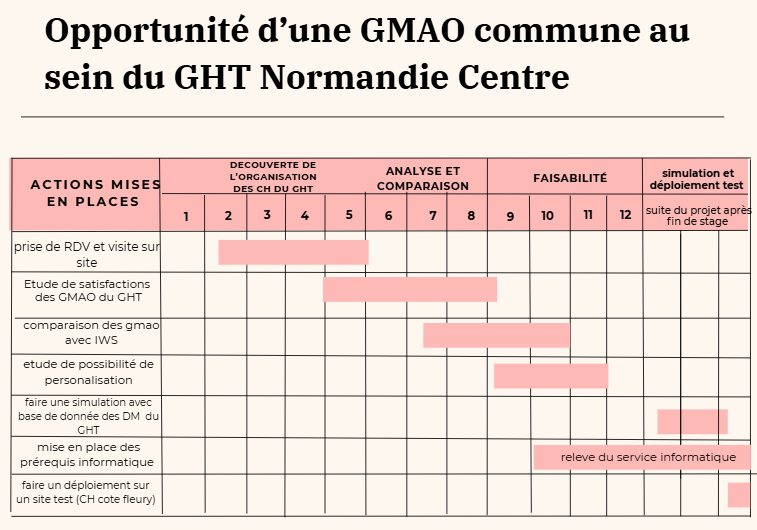 Opportunité d'une GMAO commune au
sein du GHT Normandie Centre
ACTIONS MISES
EN PLACES
DECOUVERTE DE
L'ORGANISATION
DES CH DU GHT
ANALYSE ET
COMPARAISON
FAISABILITÉ
simulation et
déploiement test
1 2 3 4 5 6 7 8 9 10 11 12
suite du projet après
fin de stage
prise de RDV et visite sur
site
Etude de satisfactions
des GMAO du GHT
comparaison des gmao
avec IWS
etude de possibilité de
personalisation
faire une simulation avec
base de donnée des DM du
GHT
mise en place des
prérequis informatique
releve du service informatique
faire un déploiement sur
un site test (CH cote fleury)